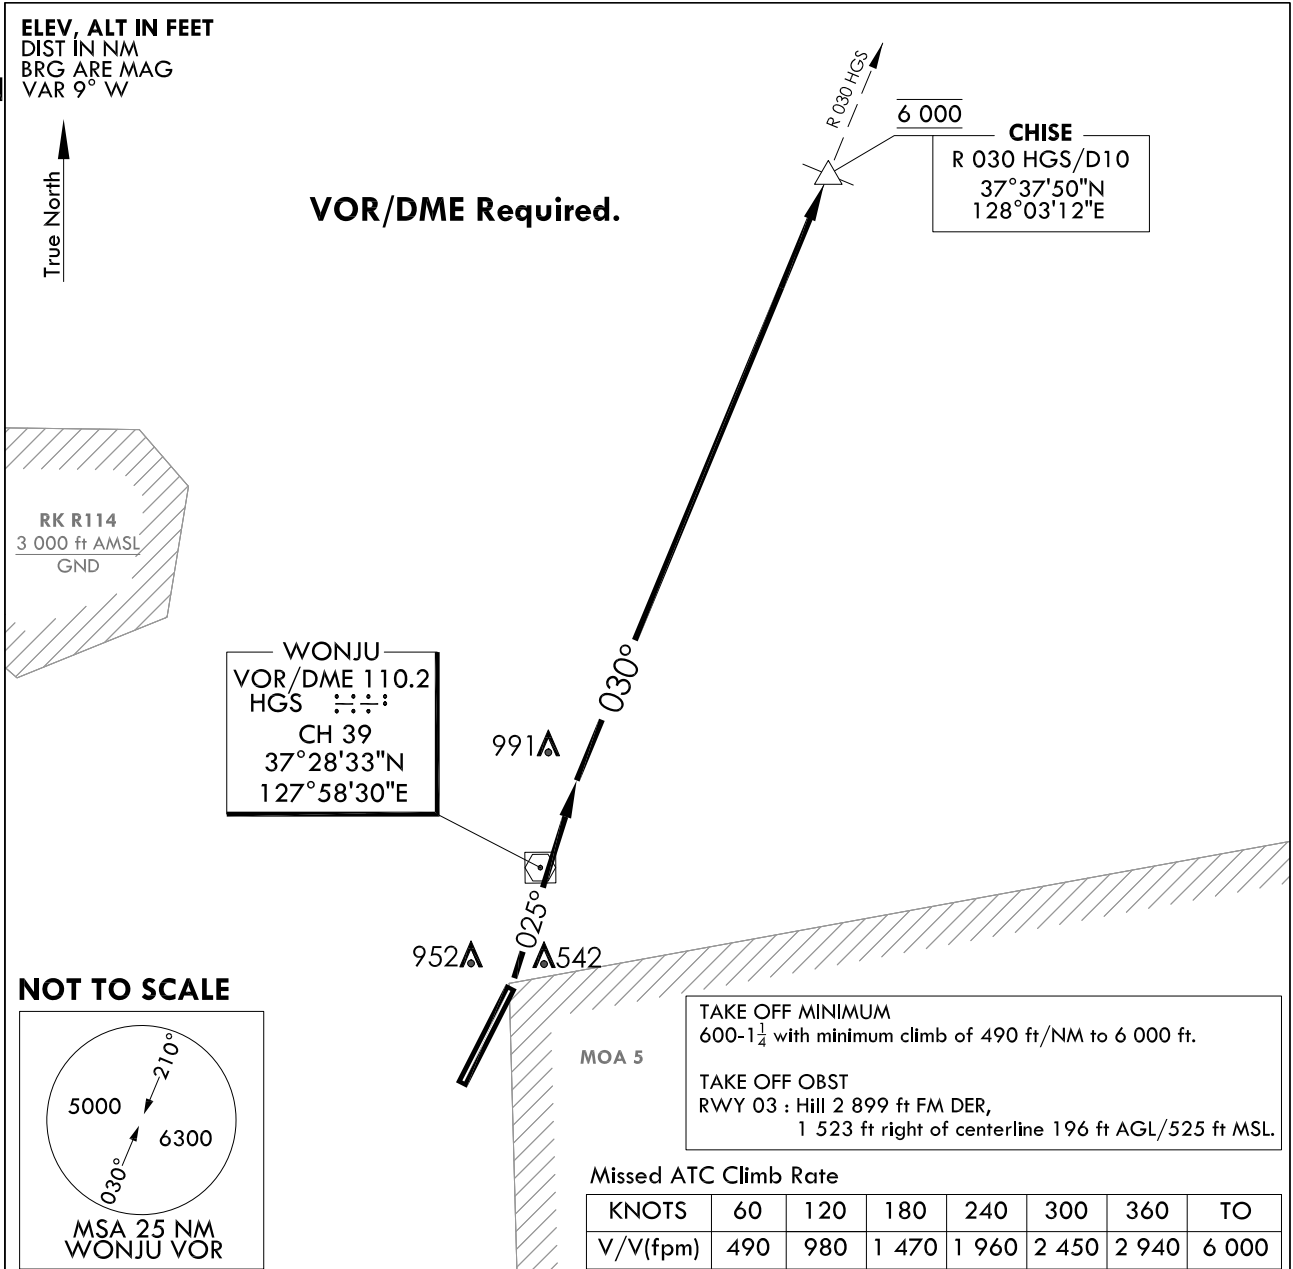 ELEV, ALT IN FEET
DIST IN NM
BRG ARE MAG
VAR 9° W
True North
VOR/DME Required.
R 030 HGS
6 000
CHISE
R 030 HGS/D10
37°37'50"N
128°03'12"E
RK R114
3 000 ft AMSL
GND
WONJU
VOR/DME 110.2
HGS
CH 39
37°28'33"N
127°58'30"E
030°
991
025°
952
542
NOT TO SCALE
210°
5000
6300
030°
MSA 25 NM
WONJU VOR
MOA 5
TAKE OFF MINIMUM
600-1 1/4 with minimum climb of 490 ft/NM to 6 000 ft.
TAKE OFF OBST
RWY 03 : Hill 2 899 ft FM DER,
1 523 ft right of centerline 196 ft AGL/525 ft MSL.
Missed ATC Climb Rate
KNOTS 60 120 180 240 300 360 TO
V/V(fpm) 490 980 1 470 1 960 2 450 2 940 6 000